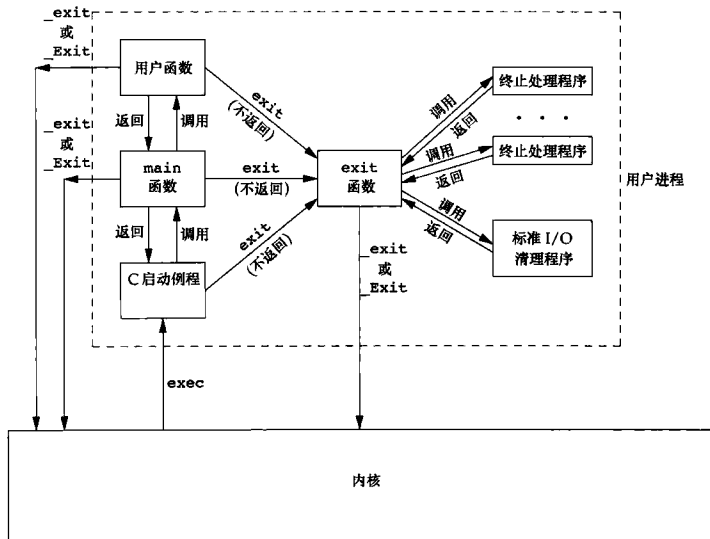 _exit
或
_Exit
用户函数
终止处理程序
exit
(不返回)
调用
返回
· · ·
返回
调用
_exit
或
_Exit
main
函数
exit
(不返回)
exit
函数
调用
返回
终止处理程序
用户进程
返回
调用
exit
(不返回)
调用
返回
标准 I/O
清理程序
C 启动例程
_exit
或
_Exit
exec
内核